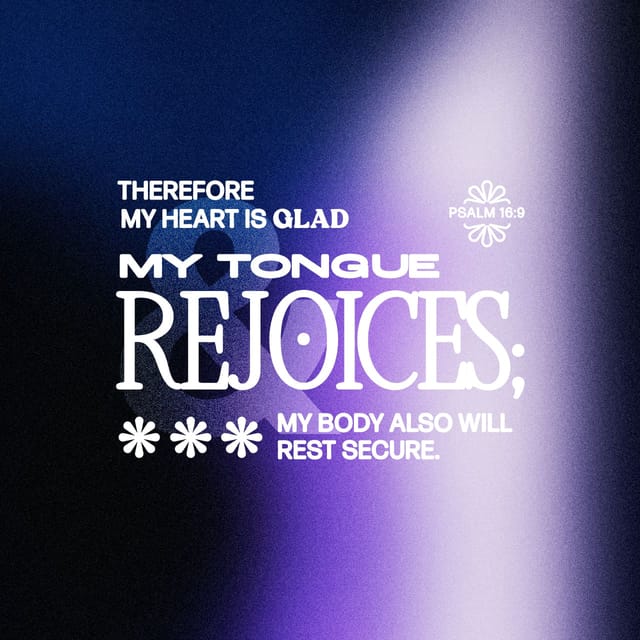 THEREFORE
MY HEART IS GLAD
PSALM 16:9
&
MY TONGUE
REJOICES;
MY BODY ALSO WILL
REST SECURE.